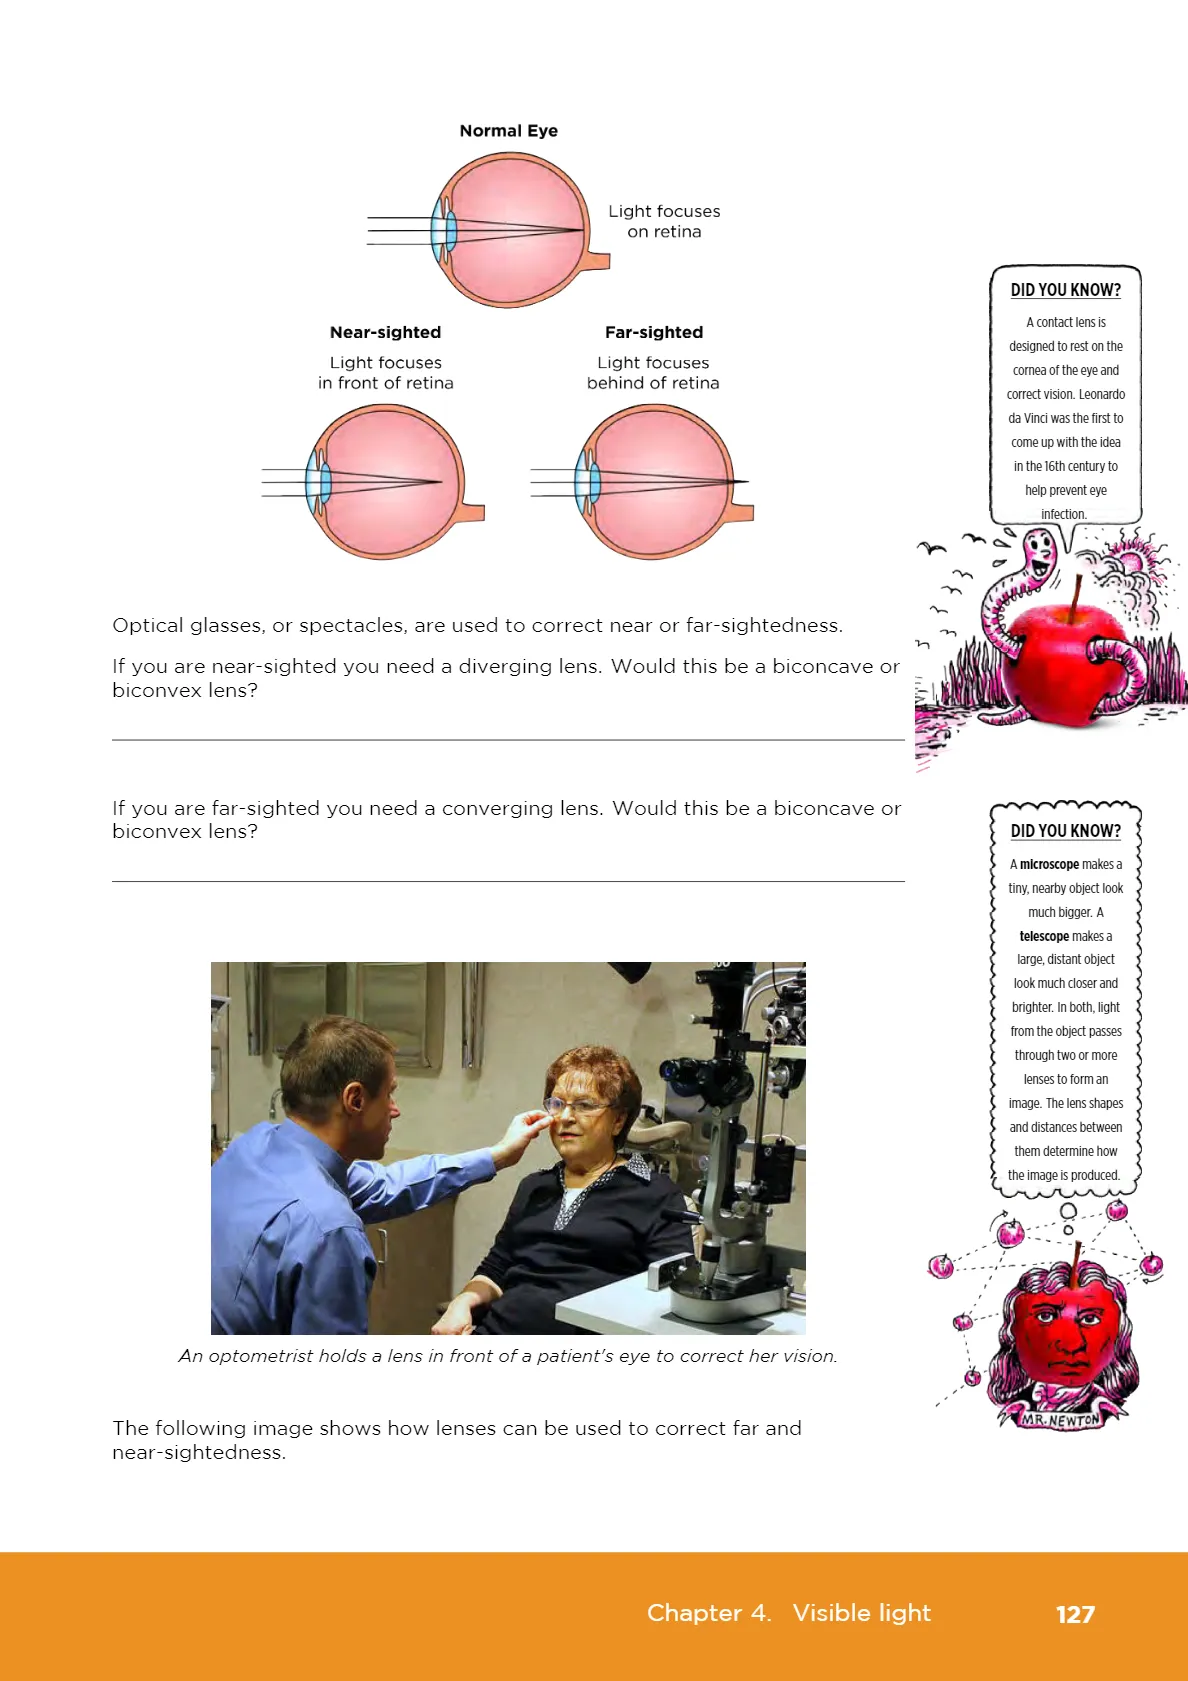 Normal Eye
Light focuses
on retina
Near-sighted
Light focuses
in front of retina
Far-sighted
Light focuses
behind of retina
Optical glasses, or spectacles, are used to correct near or far-sightedness.
If you are near-sighted you need a diverging lens. Would this be a biconcave or
biconvex lens?
If you are far-sighted you need a converging lens. Would this be a biconcave or
biconvex lens?
An optometrist holds a lens in front of a patient's eye to correct her vision.
The following image shows how lenses can be used to correct far and
near-sightedness.
DID YOU KNOW?
A contact lens is
designed to rest on the
cornea of the eye and
correct vision. Leonardo
da Vinci was the first to
come up with the idea
in the 16th century to
help prevent eye
infection.
DID YOU KNOW?
A microscope makes a
tiny, nearby object look
much bigger. A
telescope makes a
large, distant object
look much closer and
brighter. In both, light
from the object passes
through two or more
lenses to form an
image. The lens shapes
and distances between
them determine how
the image is produced.
MR. NEWTON
Chapter 4. Visible light 127